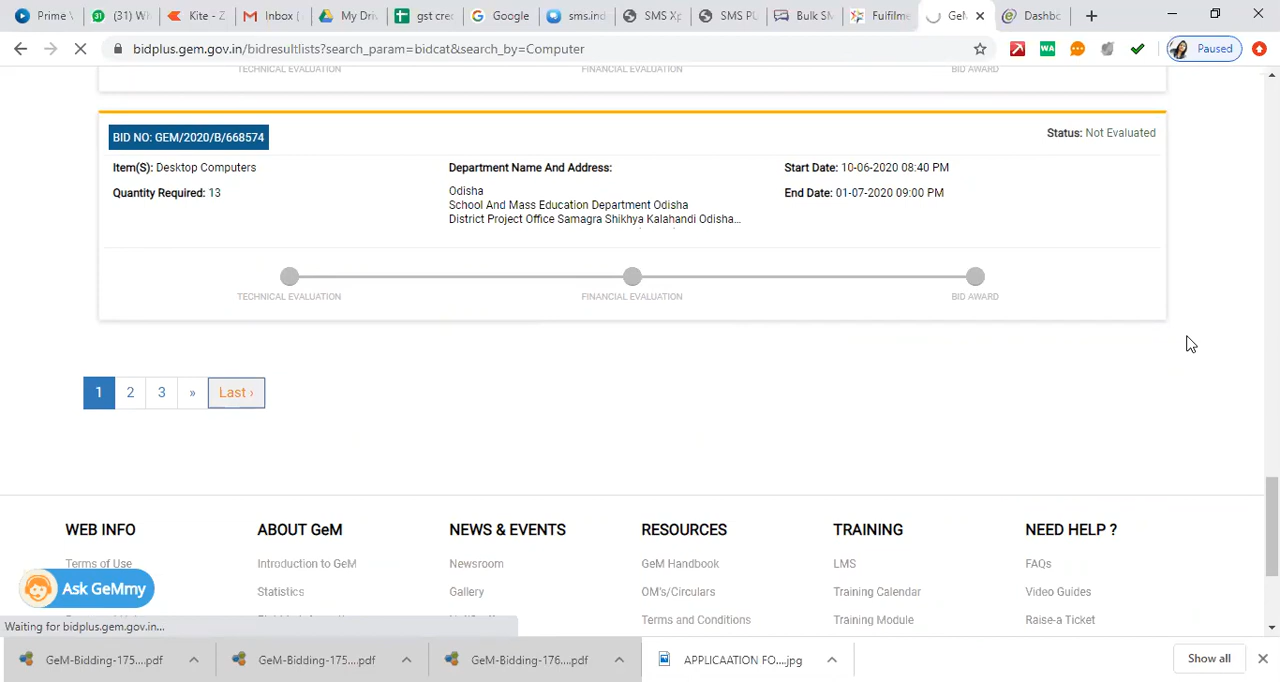 Prime \
(31) Wh
Kite - Z
Inbox (
My Driv
gst cred
Google
sms.ind
SMS Xp
SMS PU
Bulk SM
Fulfilme
GeM
Dashbo
bidplus.gem.gov.in/bidresultlists?search_param=bidcat&search_by=Computer
Paused
TECHNICAL EVALUATION FINANCIAL EVALUATION BID AWARD
BID NO: GEM/2020/B/668574
Status: Not Evaluated
Item(S): Desktop Computers
Department Name And Address:
Start Date: 10-06-2020 08:40 PM
Quantity Required: 13
Odisha
School And Mass Education Department Odisha
District Project Office Samagra Shikhya Kalahandi Odisha...
End Date: 01-07-2020 09:00 PM
TECHNICAL EVALUATION FINANCIAL EVALUATION BID AWARD
1 2 3 » Last ›
WEB INFO ABOUT GeM NEWS & EVENTS RESOURCES TRAINING NEED HELP ?
Terms of Use Introduction to GeM Newsroom GeM Handbook LMS FAQs
Statistics Gallery OM's/Circulars Training Calendar Video Guides
Ask GeMmy
Terms and Conditions Training Module Raise-a Ticket
Waiting for bidplus.gem.gov.in...
GeM-Bidding-175....pdf
GeM-Bidding-175....pdf
GeM-Bidding-176....pdf
APPLICAATION FO....jpg
Show all